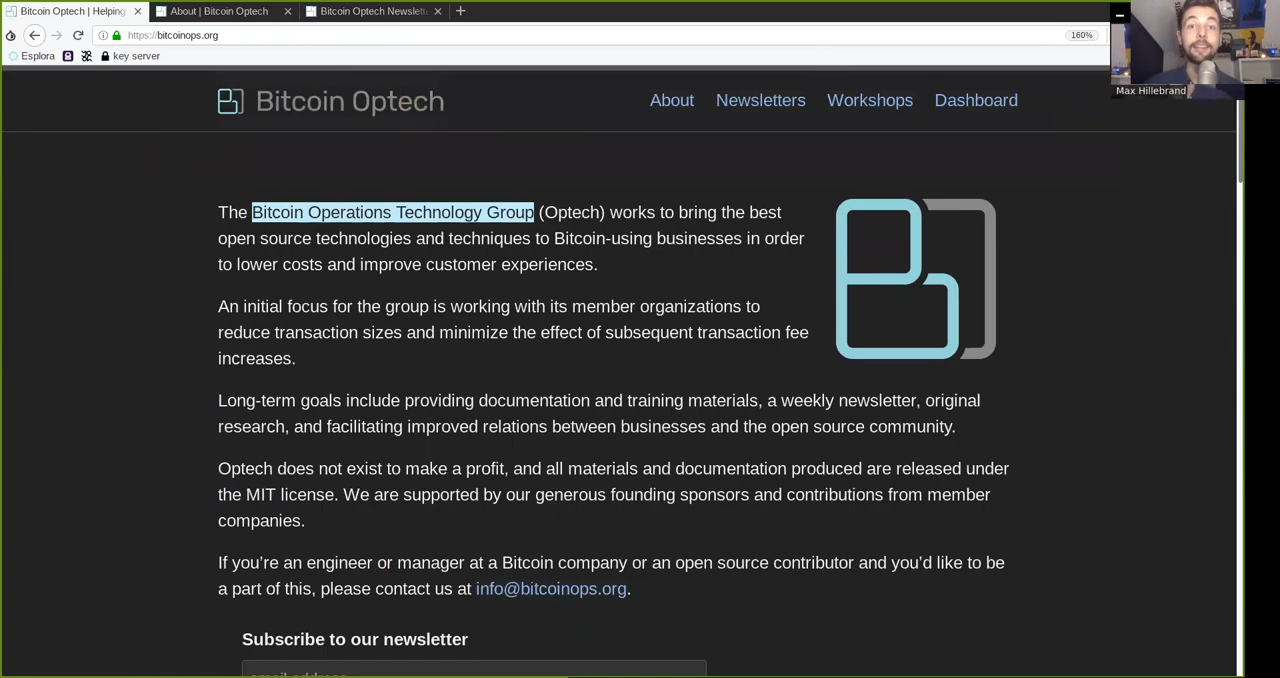 Bitcoin Optech | Helping
About | Bitcoin Optech
Bitcoin Optech Newslette
https://bitcoinops.org
160%
Esplora
key server
Max Hillebrand
Bitcoin Optech
About
Newsletters
Workshops
Dashboard
The Bitcoin Operations Technology Group (Optech) works to bring the best
open source technologies and techniques to Bitcoin-using businesses in order
to lower costs and improve customer experiences.
An initial focus for the group is working with its member organizations to
reduce transaction sizes and minimize the effect of subsequent transaction fee
increases.
Long-term goals include providing documentation and training materials, a weekly newsletter, original
research, and facilitating improved relations between businesses and the open source community.
Optech does not exist to make a profit, and all materials and documentation produced are released under
the MIT license. We are supported by our generous founding sponsors and contributions from member
companies.
If you’re an engineer or manager at a Bitcoin company or an open source contributor and you’d like to be
a part of this, please contact us at info@bitcoinops.org.
Subscribe to our newsletter
email address